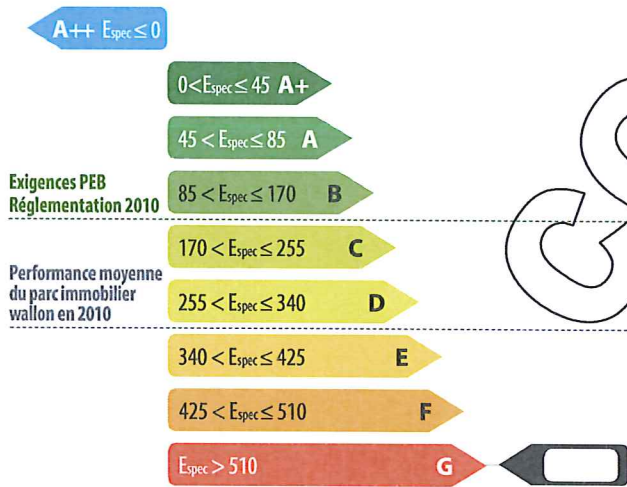 A++ Espec ≤ 0
0 < Espec ≤ 45 A+
45 < Espec ≤ 85 A
Exigences PEB
Réglementation 2010
85 < Espec ≤ 170 B
170 < Espec ≤ 255 C
Performance moyenne
du parc immobilier
wallon en 2010
255 < Espec ≤ 340 D
340 < Espec ≤ 425 E
425 < Espec ≤ 510 F
Espec > 510 G